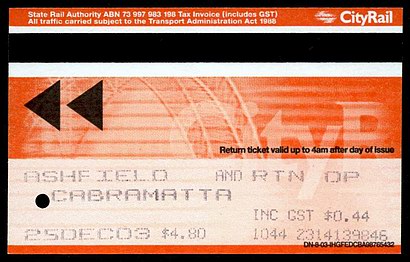 State Rail Authority ABN 73 997 983 198 Tax Invoice (includes GST)
All traffic carried subject to the Transport Administration Act 1988
CityRail
CityR
Return ticket valid up to 4am after day of issue
ASHFIELD AND RTN OP
CABRAMATTA
INC GST $0.44
25DEC03 $4.80 1044 2314139846
DN-8-03-IHGFEDCBA98765432